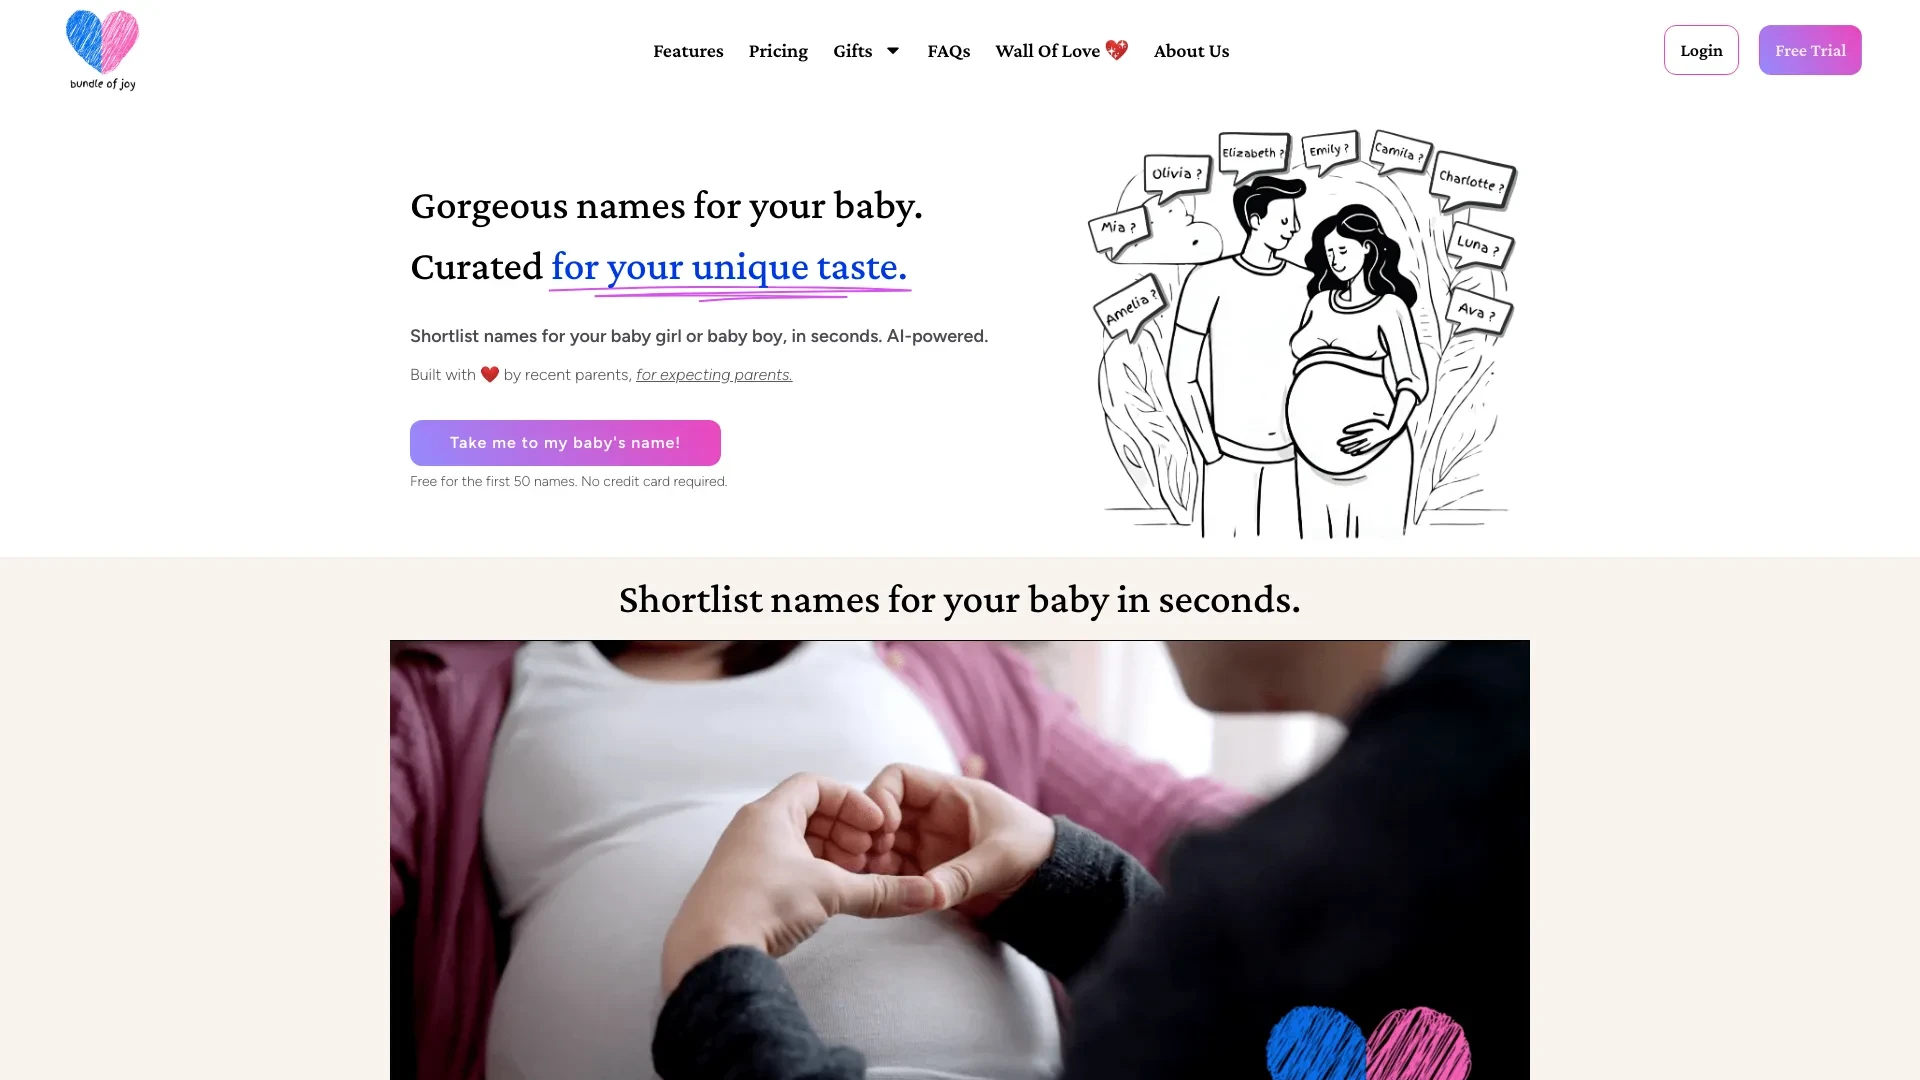 bundle of joy
Features Pricing Gifts FAQs Wall Of Love 💖 About Us
Login Free Trial
Gorgeous names for your baby.
Curated for your unique taste.
Shortlist names for your baby girl or baby boy, in seconds. AI-powered.
Built with ❤️ by recent parents, for expecting parents.
Take me to my baby's name!
Free for the first 50 names. No credit card required.
Amelia ?
Mia ?
Olivia ?
Elizabeth ?
Emily ?
Camila ?
Charlotte ?
Luna ?
Ava ?
Shortlist names for your baby in seconds.